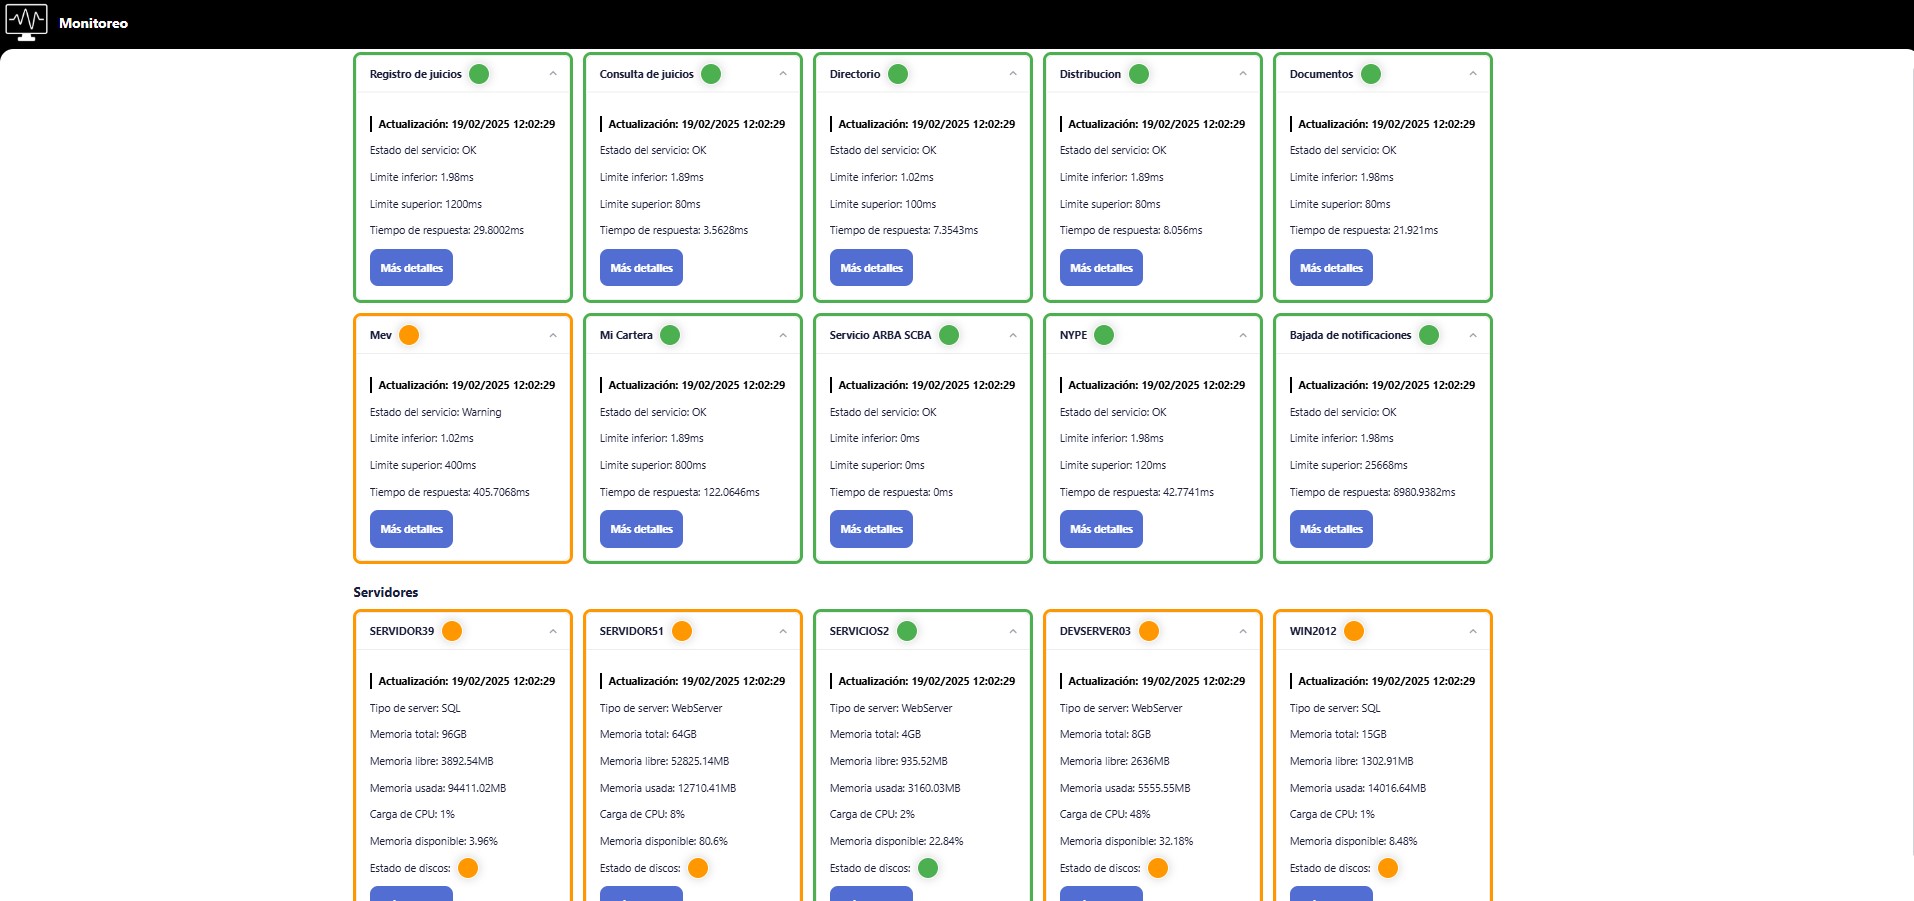 Monitoreo
Registro de juicios
Actualización: 19/02/2025 12:02:29
Estado del servicio: OK
Limite inferior: 1.98ms
Limite superior: 1200ms
Tiempo de respuesta: 29.8002ms
Más detalles
Consulta de juicios
Actualización: 19/02/2025 12:02:29
Estado del servicio: OK
Limite inferior: 1.89ms
Limite superior: 80ms
Tiempo de respuesta: 3.5628ms
Más detalles
Directorio
Actualización: 19/02/2025 12:02:29
Estado del servicio: OK
Limite inferior: 1.02ms
Limite superior: 100ms
Tiempo de respuesta: 7.3543ms
Más detalles
Distribucion
Actualización: 19/02/2025 12:02:29
Estado del servicio: OK
Limite inferior: 1.89ms
Limite superior: 80ms
Tiempo de respuesta: 8.056ms
Más detalles
Documentos
Actualización: 19/02/2025 12:02:29
Estado del servicio: OK
Limite inferior: 1.98ms
Limite superior: 80ms
Tiempo de respuesta: 21.921ms
Más detalles
Mev
Actualización: 19/02/2025 12:02:29
Estado del servicio: Warning
Limite inferior: 1.02ms
Limite superior: 400ms
Tiempo de respuesta: 405.7068ms
Más detalles
Mi Cartera
Actualización: 19/02/2025 12:02:29
Estado del servicio: OK
Limite inferior: 1.89ms
Limite superior: 800ms
Tiempo de respuesta: 122.0646ms
Más detalles
Servicio ARBA SCBA
Actualización: 19/02/2025 12:02:29
Estado del servicio: OK
Limite inferior: 0ms
Limite superior: 0ms
Tiempo de respuesta: 0ms
Más detalles
NYPE
Actualización: 19/02/2025 12:02:29
Estado del servicio: OK
Limite inferior: 1.98ms
Limite superior: 120ms
Tiempo de respuesta: 42.7741ms
Más detalles
Bajada de notificaciones
Actualización: 19/02/2025 12:02:29
Estado del servicio: OK
Limite inferior: 1.98ms
Limite superior: 25668ms
Tiempo de respuesta: 8980.9382ms
Más detalles
Servidores
SERVIDOR39
Actualización: 19/02/2025 12:02:29
Tipo de server: SQL
Memoria total: 96GB
Memoria libre: 3892.54MB
Memoria usada: 94411.02MB
Carga de CPU: 1%
Memoria disponible: 3.96%
Estado de discos:
SERVIDOR51
Actualización: 19/02/2025 12:02:29
Tipo de server: WebServer
Memoria total: 64GB
Memoria libre: 52825.14MB
Memoria usada: 12710.41MB
Carga de CPU: 8%
Memoria disponible: 80.6%
Estado de discos:
SERVICIOS2
Actualización: 19/02/2025 12:02:29
Tipo de server: WebServer
Memoria total: 4GB
Memoria libre: 935.52MB
Memoria usada: 3160.03MB
Carga de CPU: 2%
Memoria disponible: 22.84%
Estado de discos:
DEVSERVER03
Actualización: 19/02/2025 12:02:29
Tipo de server: WebServer
Memoria total: 8GB
Memoria libre: 2636MB
Memoria usada: 5555.55MB
Carga de CPU: 48%
Memoria disponible: 32.18%
Estado de discos:
WIN2012
Actualización: 19/02/2025 12:02:29
Tipo de server: SQL
Memoria total: 15GB
Memoria libre: 1302.91MB
Memoria usada: 14016.64MB
Carga de CPU: 1%
Memoria disponible: 8.48%
Estado de discos: